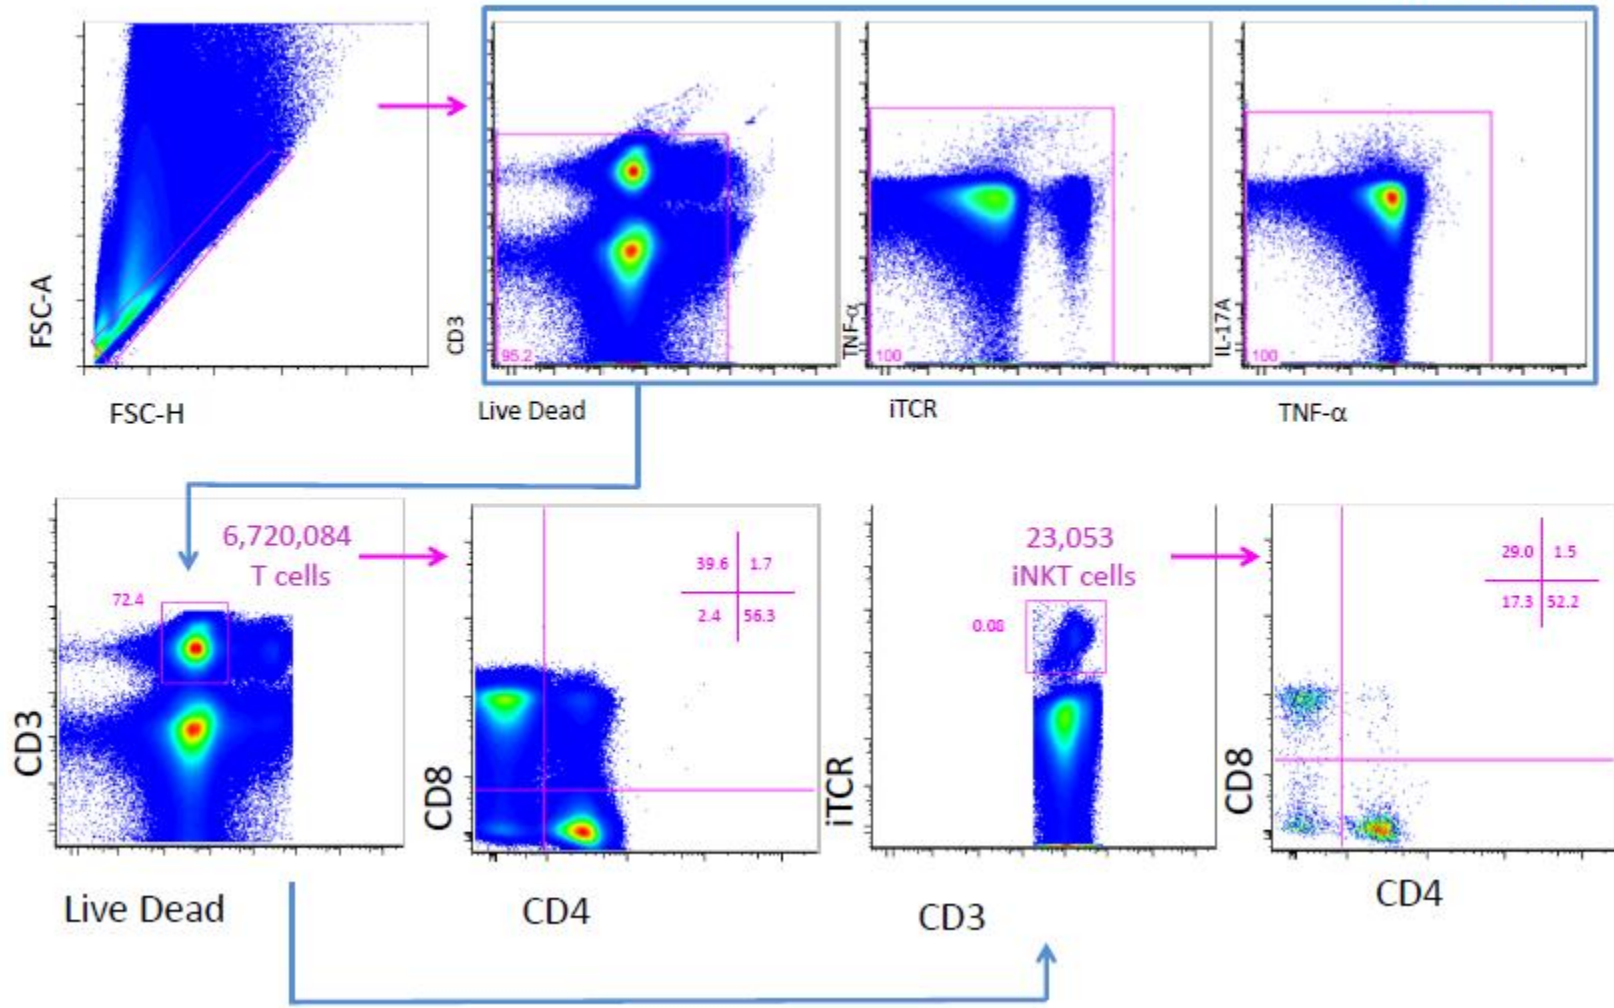 FSC-A
FSC-H
CD3
95.2
Live Dead
TNF-α
100
iTCR
IL-17A
100
TNF-α
6,720,084
T cells
72.4
CD3
Live Dead
39.6 1.7
2.4 56.3
CD8
CD4
23,053
iNKT cells
0.08
iTCR
CD3
29.0 1.5
17.3 52.2
CD8
CD4